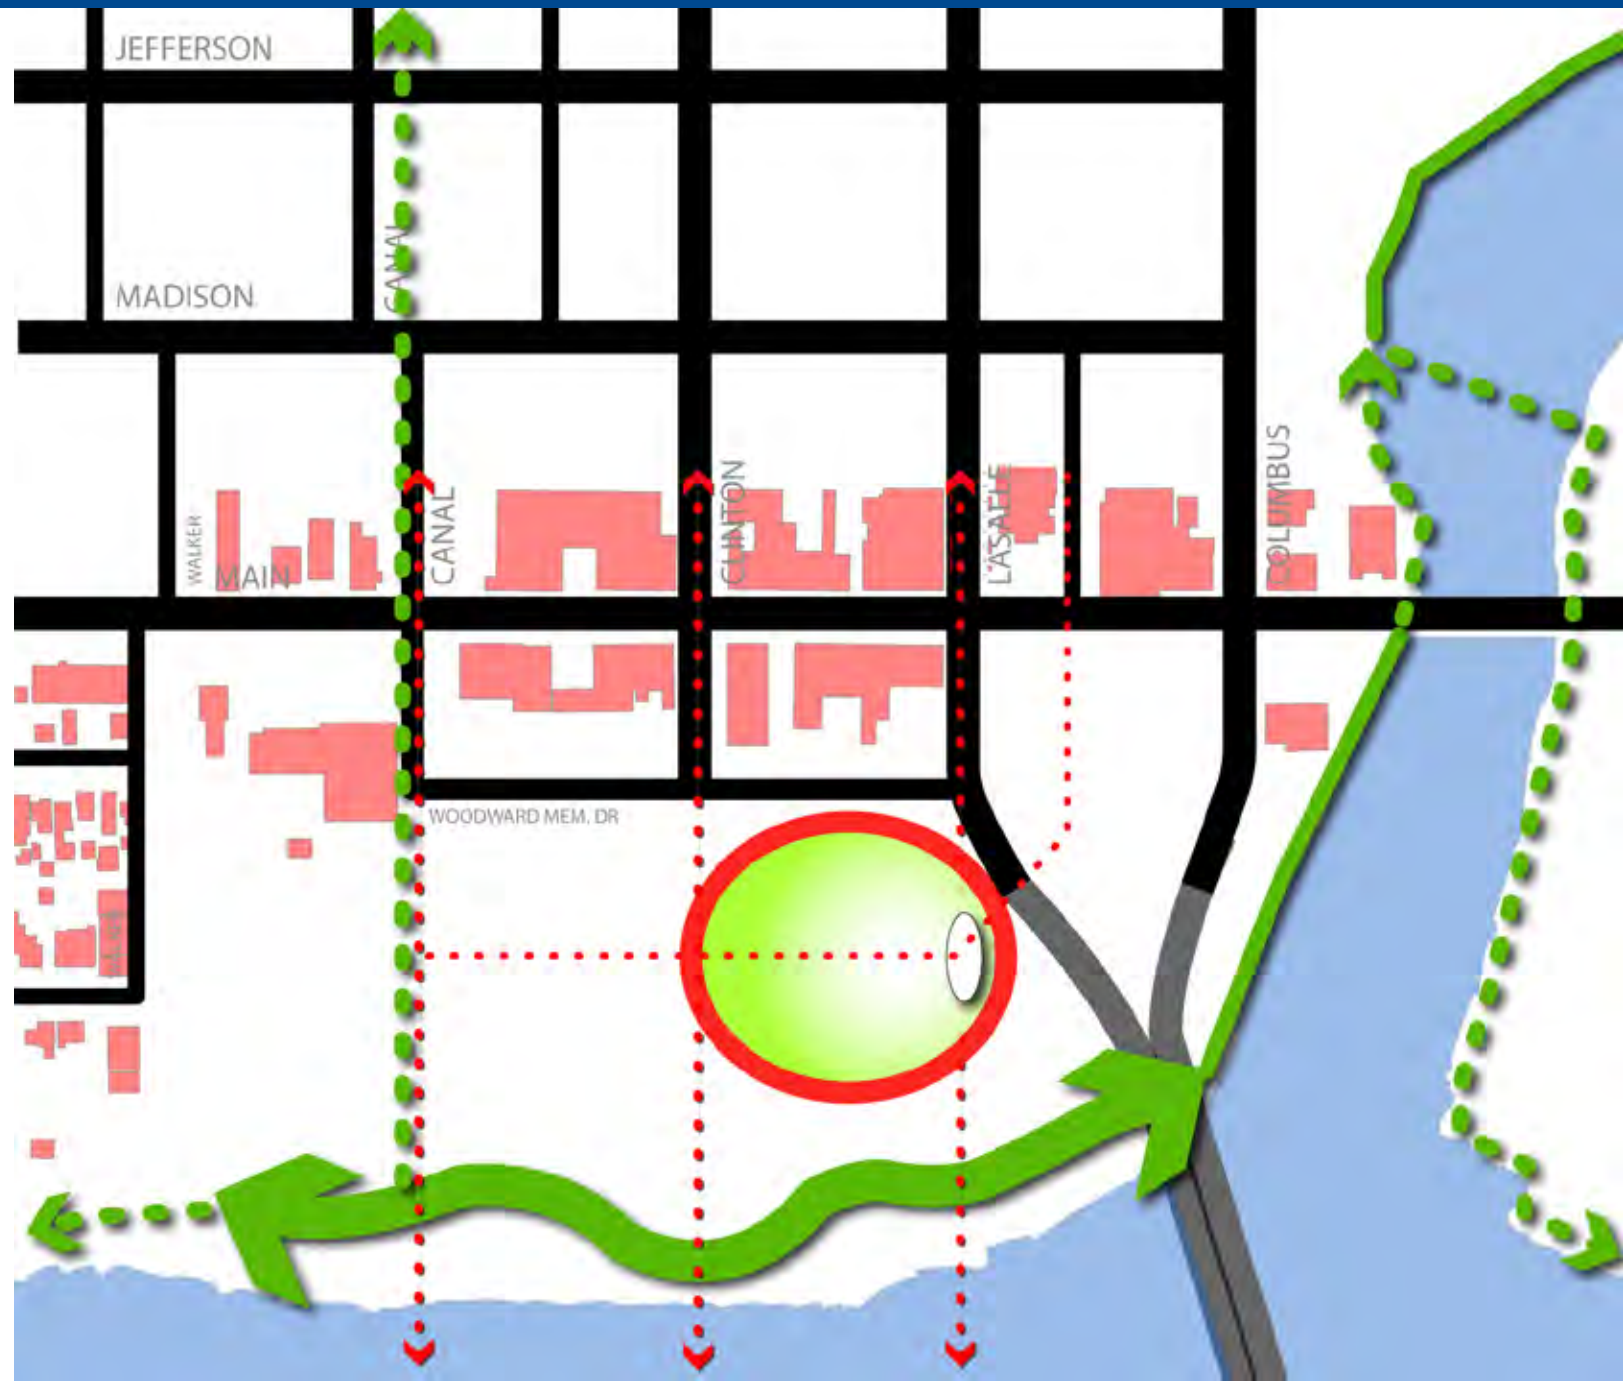 JEFFERSON
CANAL
MADISON
WALKER
MAIN
CANAL
CLINTON
LASALLE
COLUMBUS
WOODWARD MEM. DR